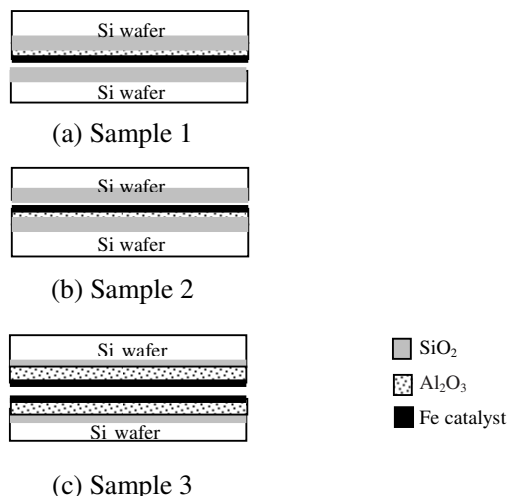 Si wafer
Si wafer
(a) Sample 1
Si wafer
Si wafer
(b) Sample 2
Si wafer
Si wafer
(c) Sample 3
SiO₂
Al₂O₃
Fe catalyst